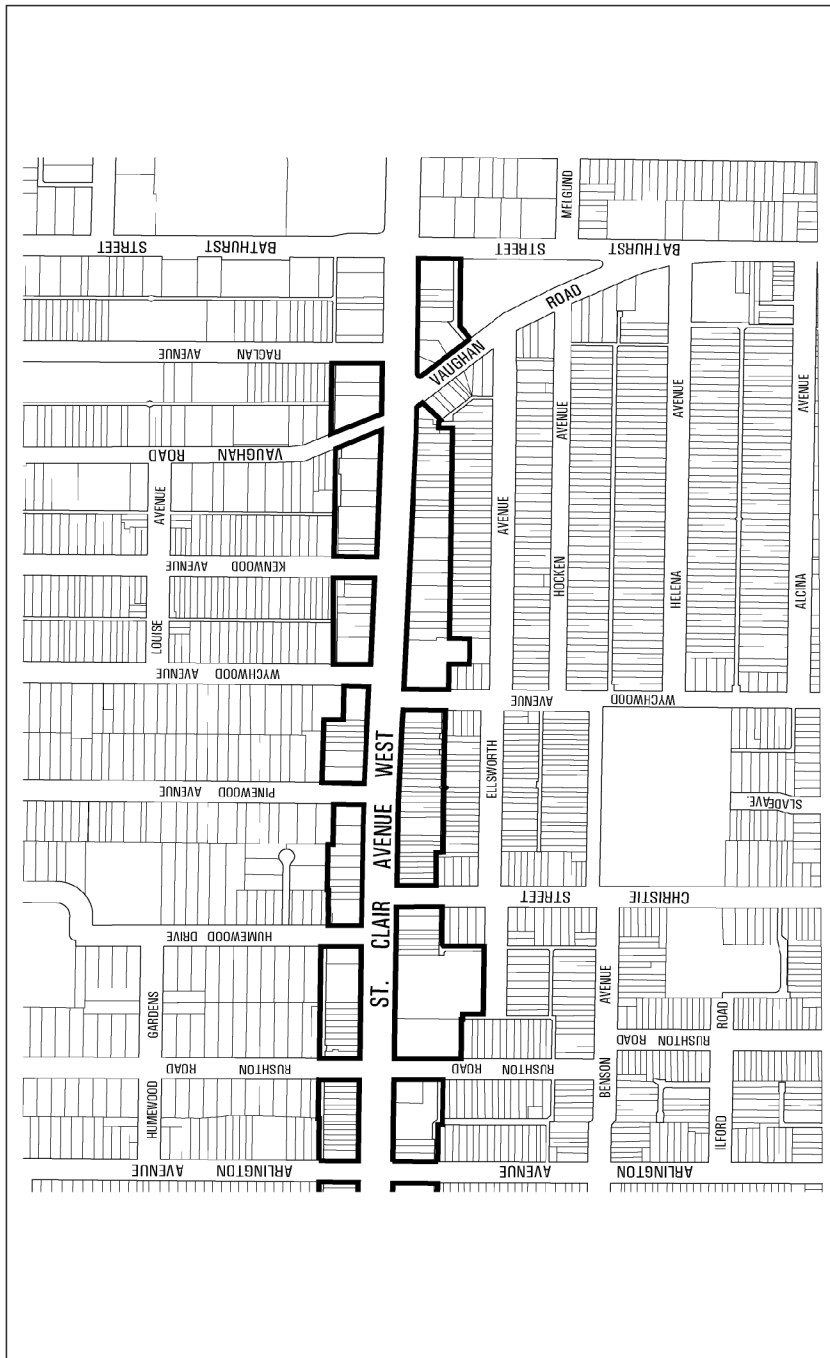 MELGUND
BATHURST STREET
STREET BATHURST
RAGLAN AVENUE
VAUGHAN ROAD
VAUGHAN ROAD
LOUISE AVENUE
KENWOOD AVENUE
WYCHWOOD AVENUE
WYCHWOOD AVENUE
PINEWOOD AVENUE
HUMEWOOD DRIVE
HUMEWOOD GARDENS
RUSHTON ROAD
RUSHTON ROAD
RUSHTON ROAD
ARLINGTON AVENUE
ARLINGTON AVENUE
ST. CLAIR AVENUE WEST
ELLSWORTH AVENUE
HOCKEN AVENUE
HELENA AVENUE
ALCINA AVENUE
SLADE AVE.
CHRISTIE STREET
BENSON AVENUE
ILFORD ROAD